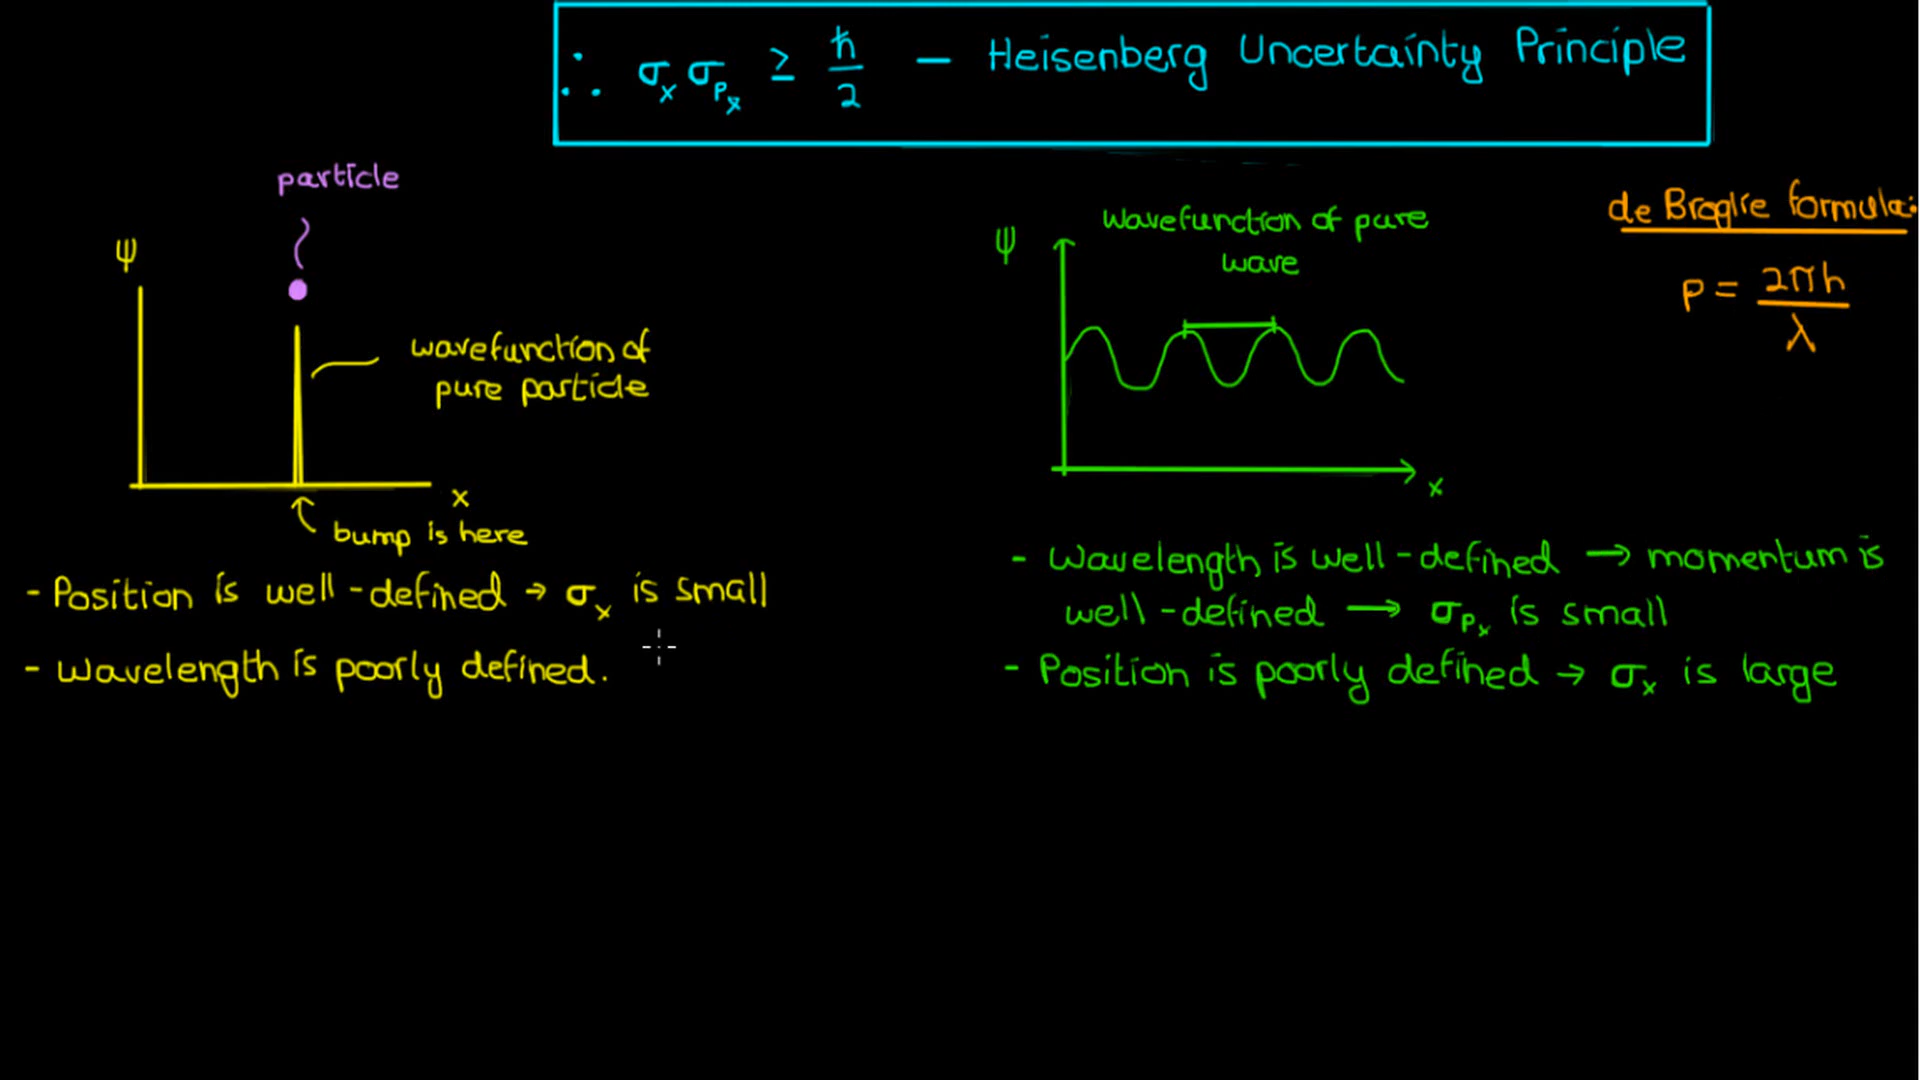 ∴ σₓ σₚₓ ≥ ħ/2 — Heisenberg Uncertainty Principle
particle
ψ
wavefunction of
pure particle
x
bump is here
- Position is well-defined → σₓ is small
- Wavelength is poorly defined.
ψ
Wavefunction of pure
wave
x
de Broglie formula:
p = 2πh/λ
- Wavelength is well-defined → momentum is
well-defined → σₚₓ is small
- Position is poorly defined → σₓ is large